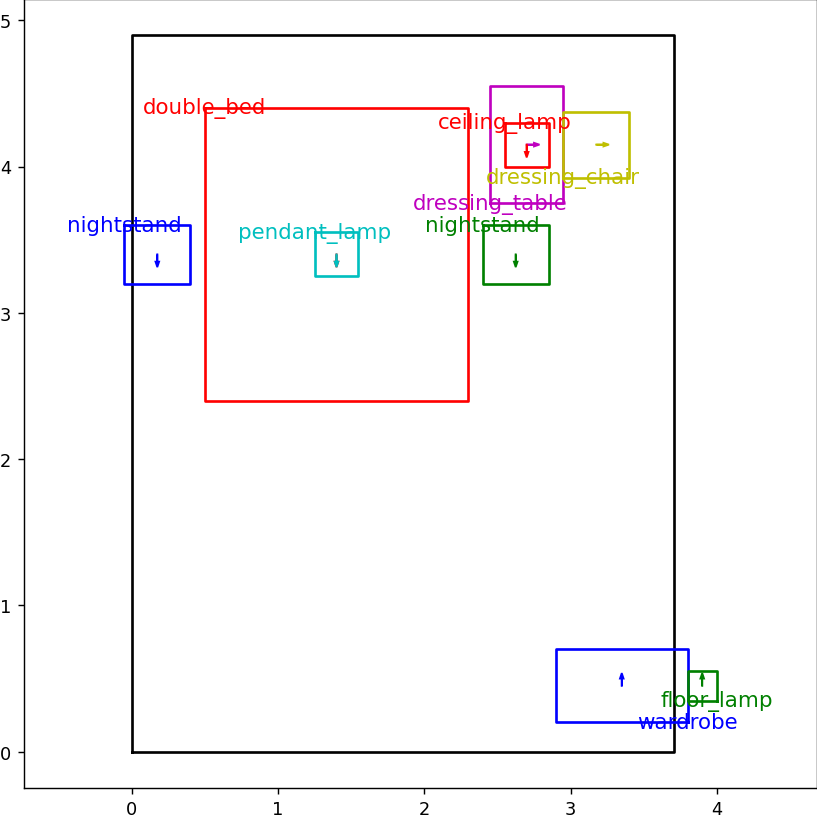 5
double_bed
ceiling_lamp
4
dressing_chair
dressing_table
nightstand
pendant_lamp
nightstand
3
2
1
floor_lamp
wardrobe
0
0 1 2 3 4